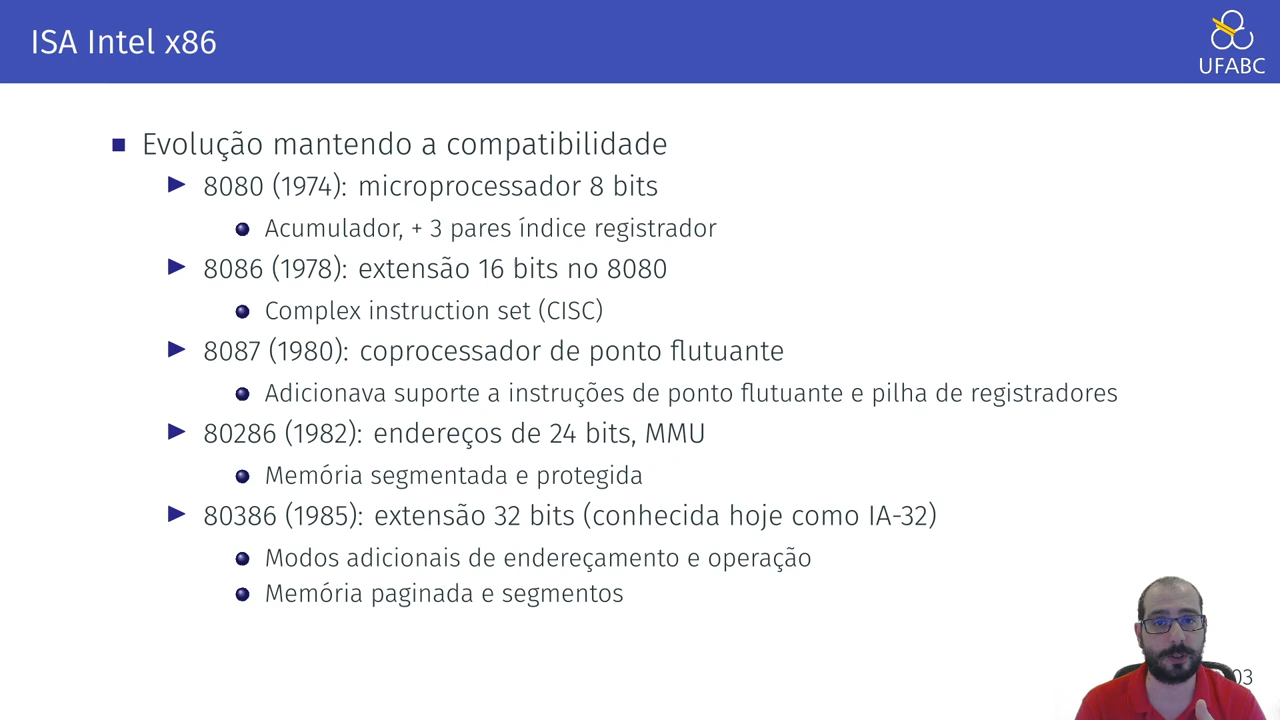 ISA Intel x86
UFABC
Evolução mantendo a compatibilidade
8080 (1974): microprocessador 8 bits
Acumulador, + 3 pares índice registrador
8086 (1978): extensão 16 bits no 8080
Complex instruction set (CISC)
8087 (1980): coprocessador de ponto flutuante
Adicionava suporte a instruções de ponto flutuante e pilha de registradores
80286 (1982): endereços de 24 bits, MMU
Memória segmentada e protegida
80386 (1985): extensão 32 bits (conhecida hoje como IA-32)
Modos adicionais de endereçamento e operação
Memória paginada e segmentos